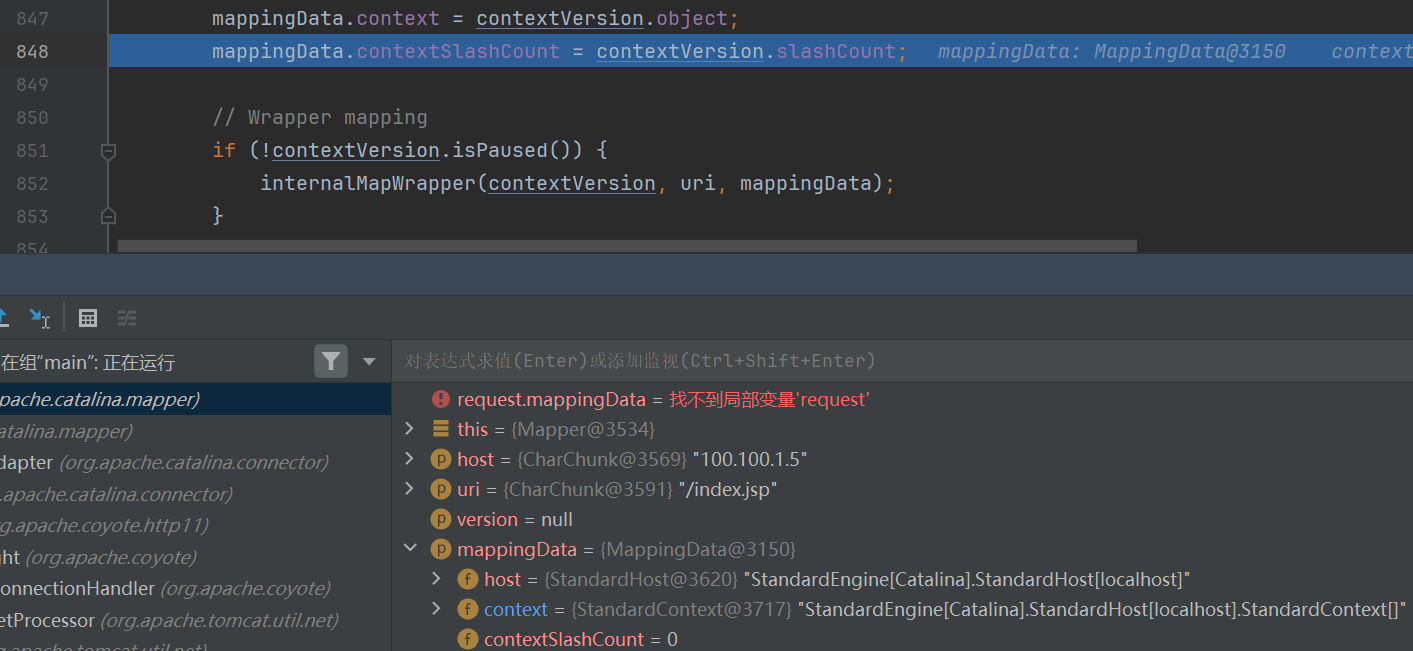 847 mappingData.context = contextVersion.object;
848 mappingData.contextSlashCount = contextVersion.slashCount; mappingData: MappingData@3150 context
849
850 // Wrapper mapping
851 if (!contextVersion.isPaused()) {
852 internalMapWrapper(contextVersion, uri, mappingData);
853 }
854
在组“main”: 正在运行
对表达式求值(Enter)或添加监视(Ctrl+Shift+Enter)
pache.catalina.mapper)
atalina.mapper)
dapter (org.apache.catalina.connector)
.apache.catalina.connector)
rg.apache.coyote.http11)
ght (org.apache.coyote)
onnectionHandler (org.apache.coyote)
etProcessor (org.apache.tomcat.util.net)
g.apache.tomcat.util.net)
request.mappingData = 找不到局部变量'request'
this = {Mapper@3534}
host = {CharChunk@3569} "100.100.1.5"
uri = {CharChunk@3591} "/index.jsp"
version = null
mappingData = {MappingData@3150}
host = {StandardHost@3620} "StandardEngine[Catalina].StandardHost[localhost]"
context = {StandardContext@3717} "StandardEngine[Catalina].StandardHost[localhost].StandardContext[]"
contextSlashCount = 0